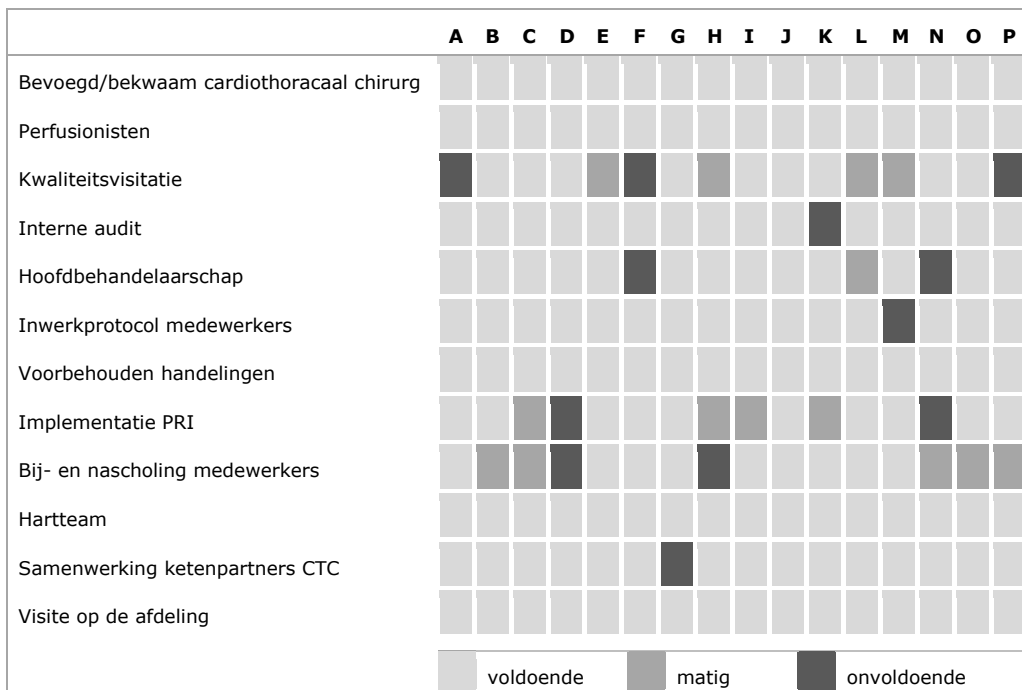 A B C D E F G H I J K L M N O P
Bevoegd/bekwaam cardiothoracaal chirurg
Perfusionisten
Kwaliteitsvisitatie
Interne audit
Hoofdbehandelaarschap
Inwerkprotocol medewerkers
Voorbehouden handelingen
Implementatie PRI
Bij- en nascholing medewerkers
Hartteam
Samenwerking ketenpartners CTC
Visite op de afdeling
voldoende matig onvoldoende